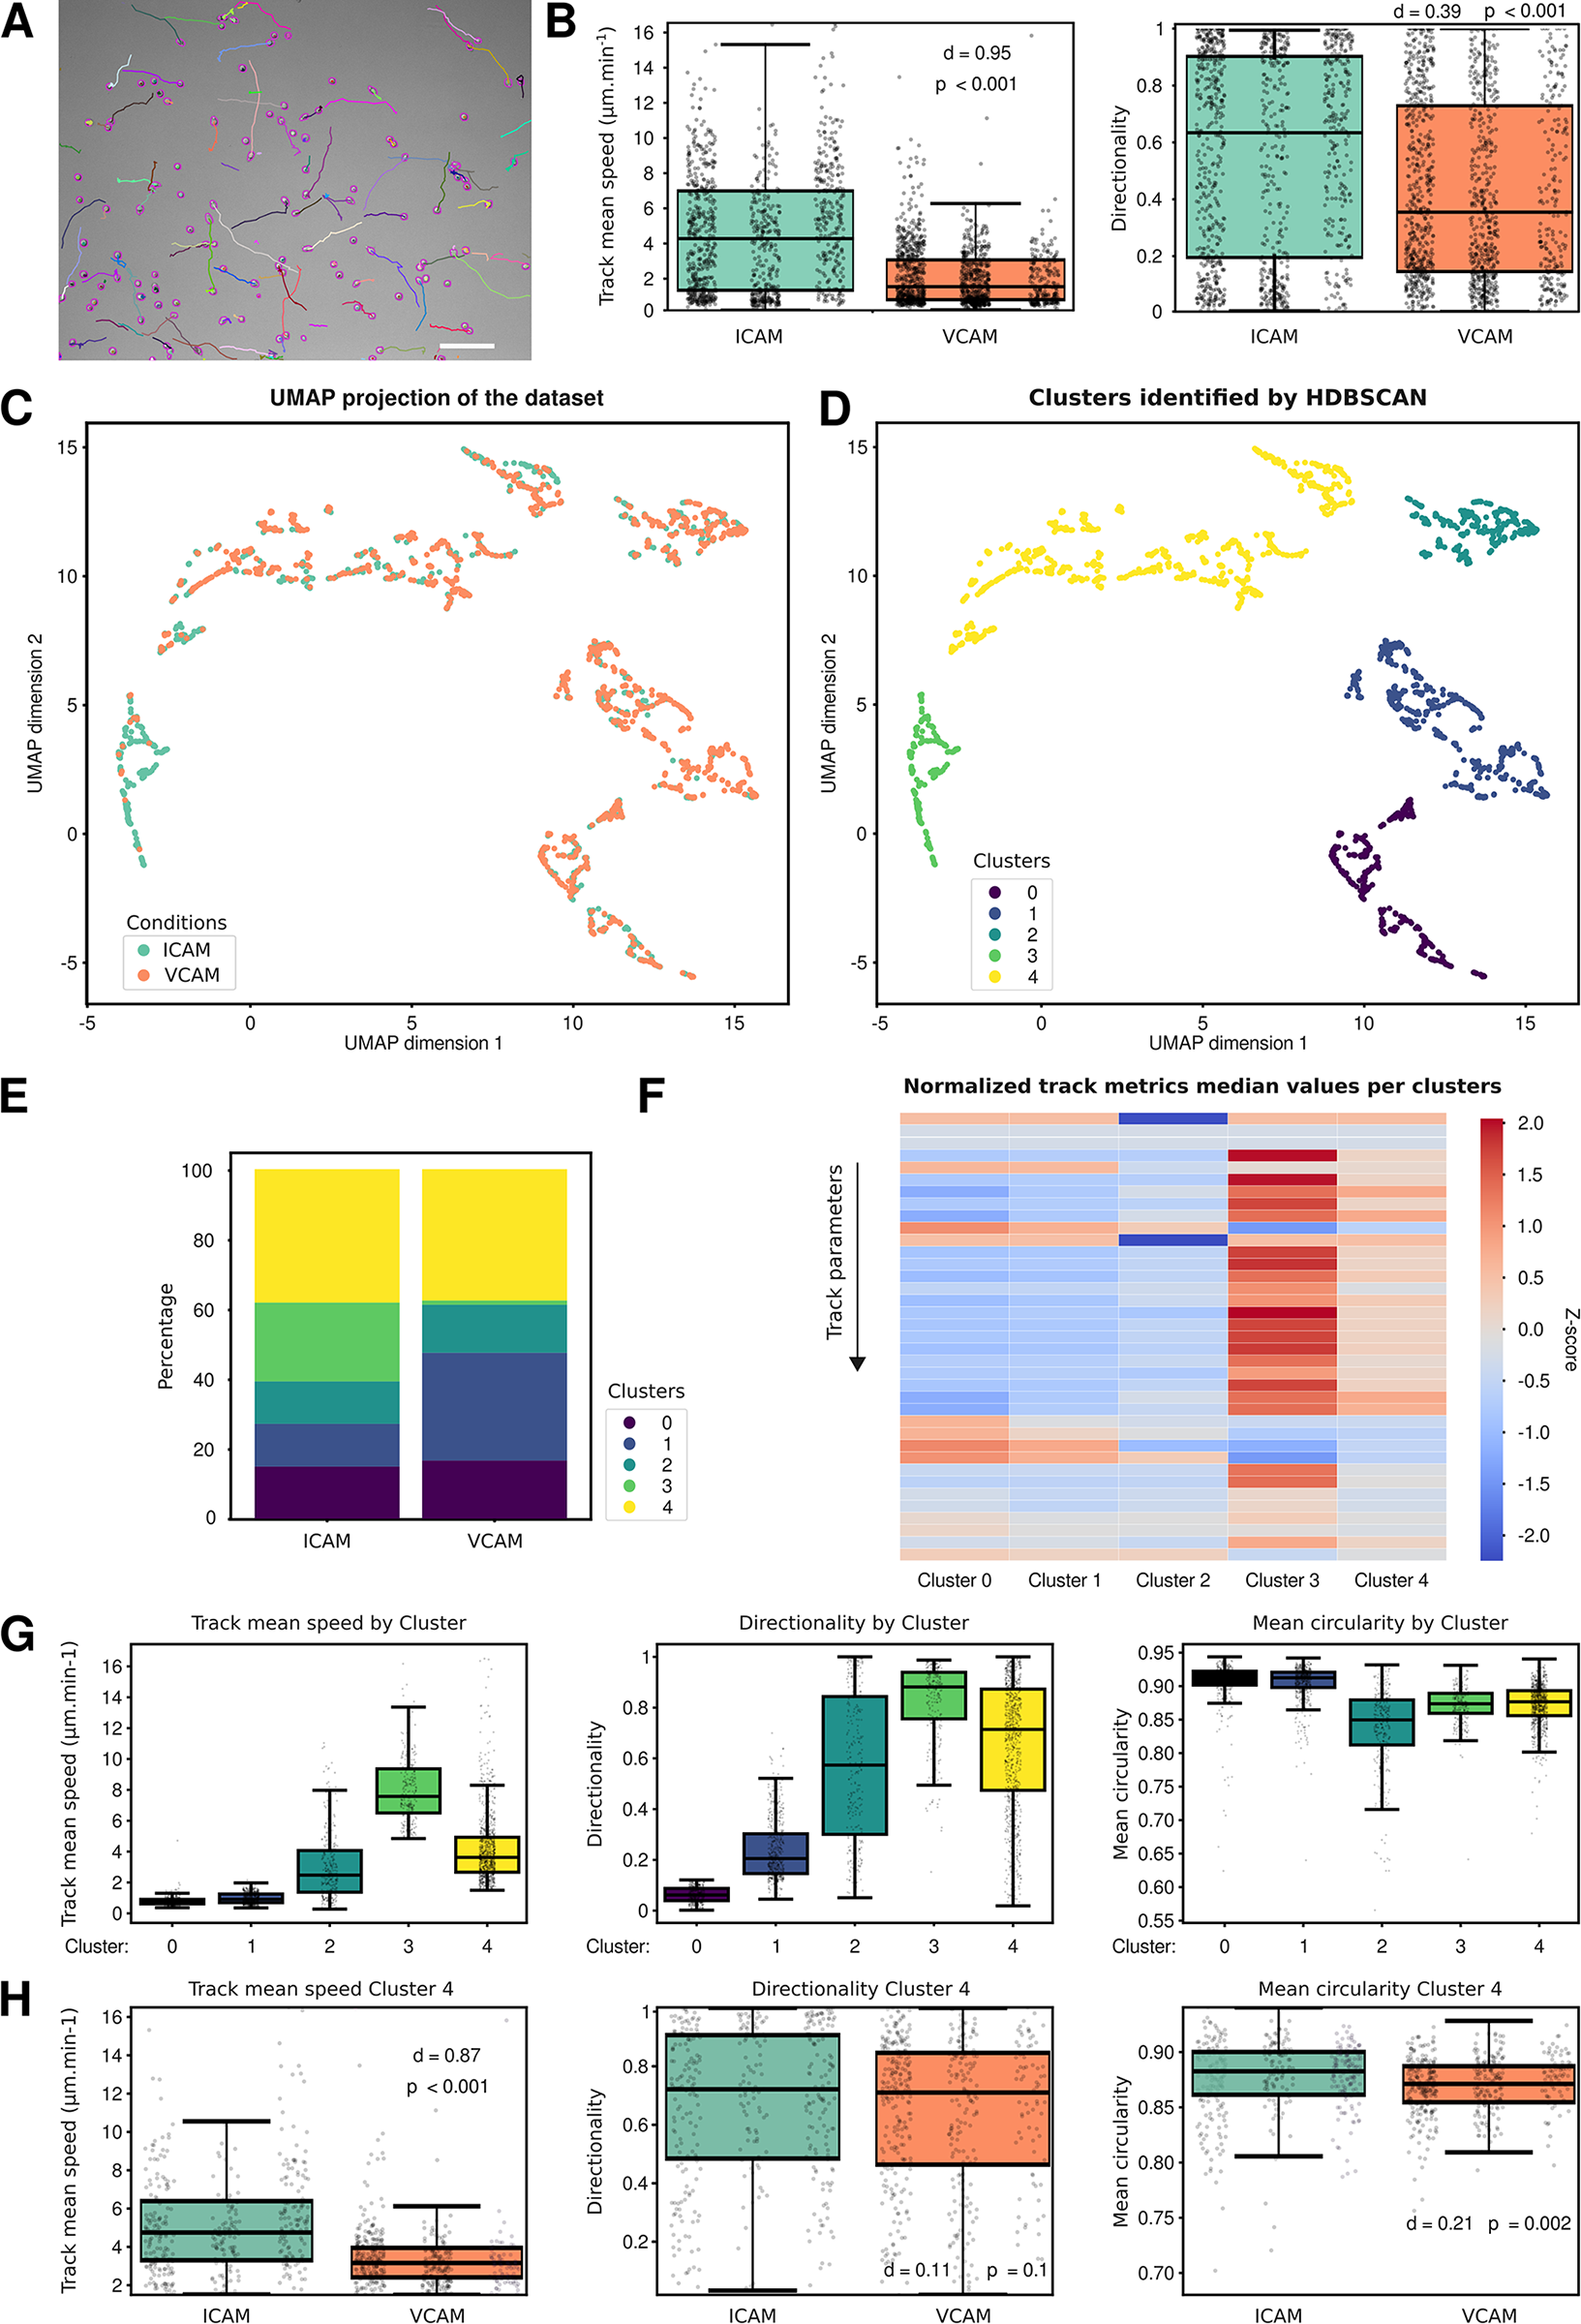 A
B
Track mean speed (µm.min-1)
16
14
12
10
8
6
4
2
0
d = 0.95
p < 0.001
ICAM
VCAM
d = 0.39 p < 0.001
Directionality
1
0.8
0.6
0.4
0.2
0
ICAM
VCAM
C
UMAP projection of the dataset
UMAP dimension 2
15
10
5
0
-5
Conditions
ICAM
VCAM
-5 0 5 10 15
UMAP dimension 1
D
Clusters identified by HDBSCAN
UMAP dimension 2
15
10
5
0
-5
Clusters
0
1
2
3
4
-5 0 5 10 15
UMAP dimension 1
E
Percentage
100
80
60
40
20
0
ICAM
VCAM
Clusters
0
1
2
3
4
F
Normalized track metrics median values per clusters
Track parameters
Cluster 0 Cluster 1 Cluster 2 Cluster 3 Cluster 4
2.0
1.5
1.0
0.5
0.0
-0.5
-1.0
-1.5
-2.0
Z-score
G
Track mean speed by Cluster
Track mean speed (µm.min-1)
16
14
12
10
8
6
4
2
0
Cluster: 0 1 2 3 4
Directionality by Cluster
Directionality
1
0.8
0.6
0.4
0.2
0
Cluster: 0 1 2 3 4
Mean circularity by Cluster
Mean circularity
0.95
0.90
0.85
0.80
0.75
0.70
0.65
0.60
0.55
Cluster: 0 1 2 3 4
H
Track mean speed Cluster 4
Track mean speed (µm.min-1)
16
14
12
10
8
6
4
2
d = 0.87
p < 0.001
ICAM
VCAM
Directionality Cluster 4
Directionality
1
0.8
0.6
0.4
0.2
d = 0.11 p = 0.1
ICAM
VCAM
Mean circularity Cluster 4
Mean circularity
0.90
0.85
0.80
0.75
0.70
d = 0.21 p = 0.002
ICAM
VCAM